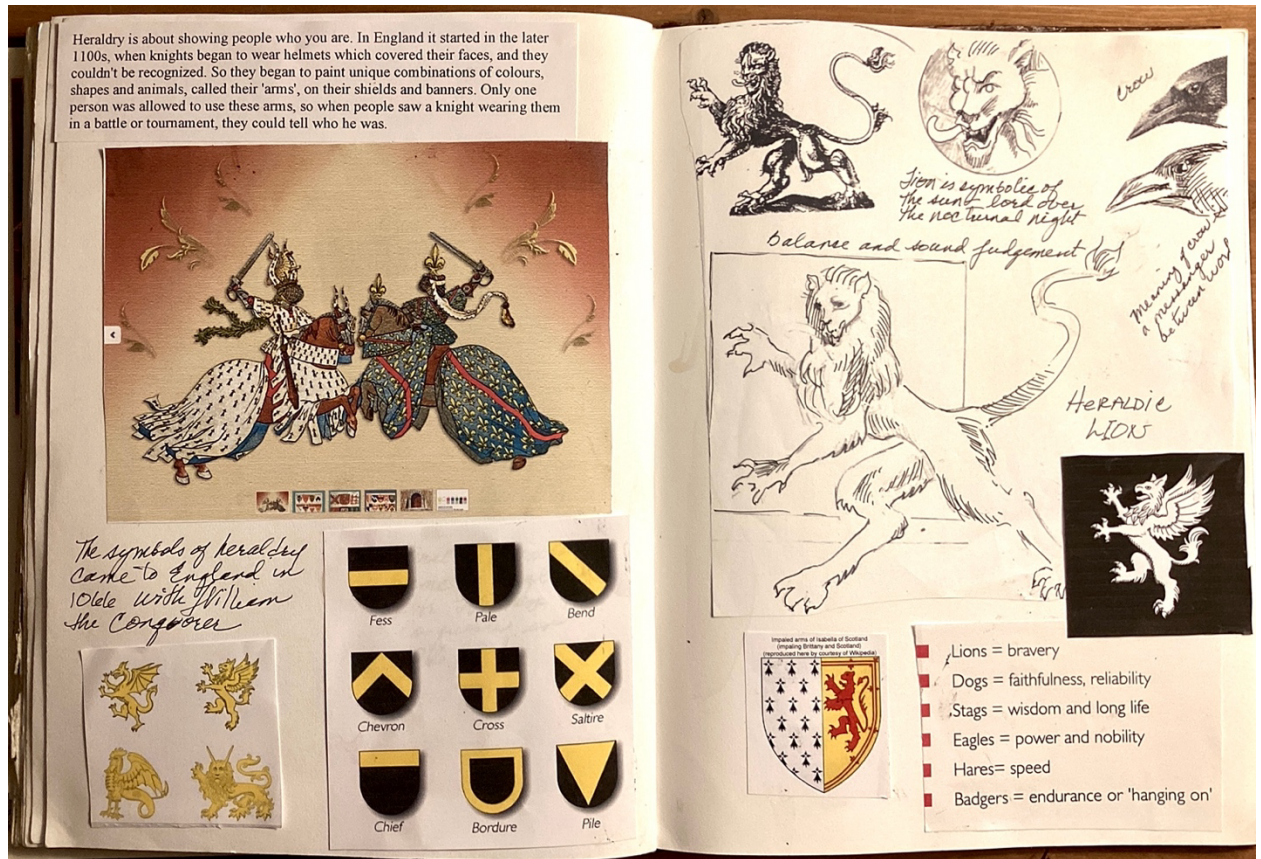 Heraldry is about showing people who you are. In England it started in the later
1100s, when knights began to wear helmets which covered their faces, and they
couldn't be recognized. So they began to paint unique combinations of colours,
shapes and animals, called their 'arms', on their shields and banners. Only one
person was allowed to use these arms, so when people saw a knight wearing them
in a battle or tournament, they could tell who he was.
The symbols of heraldry
came to England in
1066 with William
the Conquorer
Fess
Pale
Bend
Chevron
Cross
Saltire
Chief
Bordure
Pile
crow
Lion is symbolic of
the sun & lord over
the nocturnal night
balanse and sound judgement
Meaning of crow is
a messenger
between
HERALDIC
LION
Impaled arms of Isabella of Scotland
(impaling Brittany and Scotland)
(reproduced here by courtesy of Wikipedia)
Lions = bravery
Dogs = faithfulness, reliability
Stags = wisdom and long life
Eagles = power and nobility
Hares= speed
Badgers = endurance or 'hanging on'